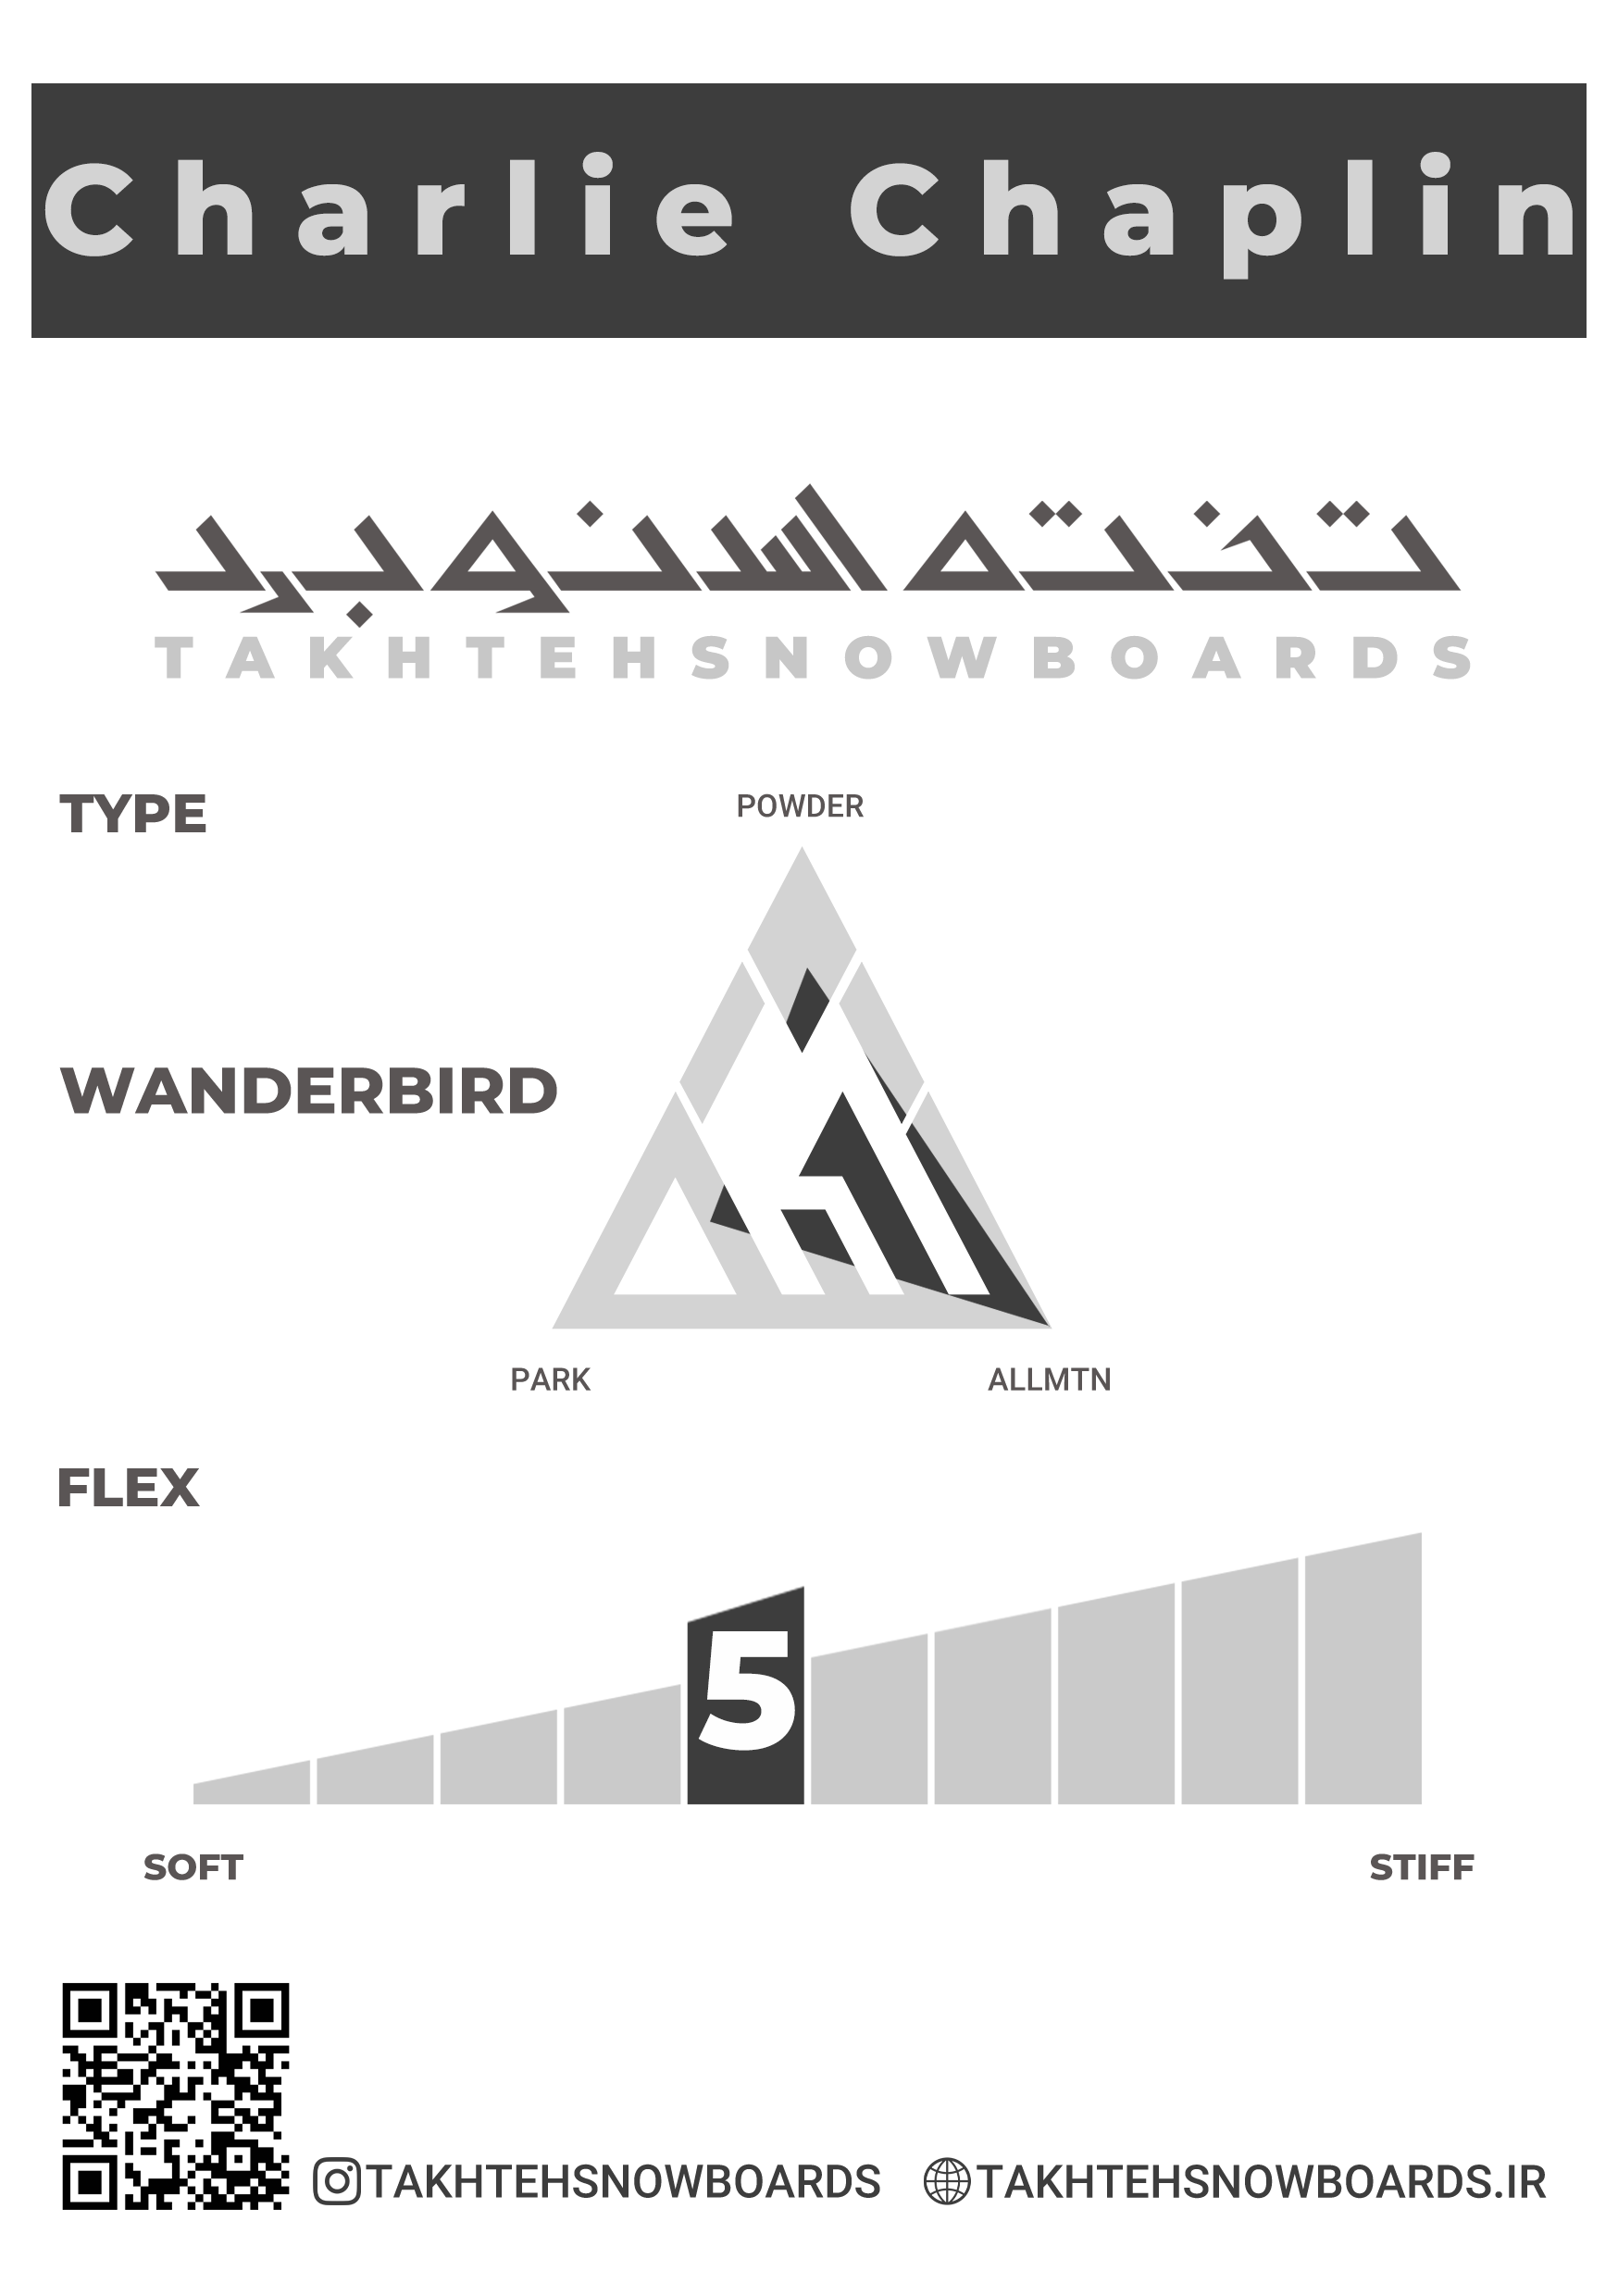 Charlie Chaplin
تخته اسنوبرد
TAKHTEHSNOWBOARDS
TYPE
POWDER
WANDERBIRD
PARK ALLMTN
FLEX
5
SOFT STIFF
TAKHTEHSNOWBOARDS TAKHTEHSNOWBOARDS.IR